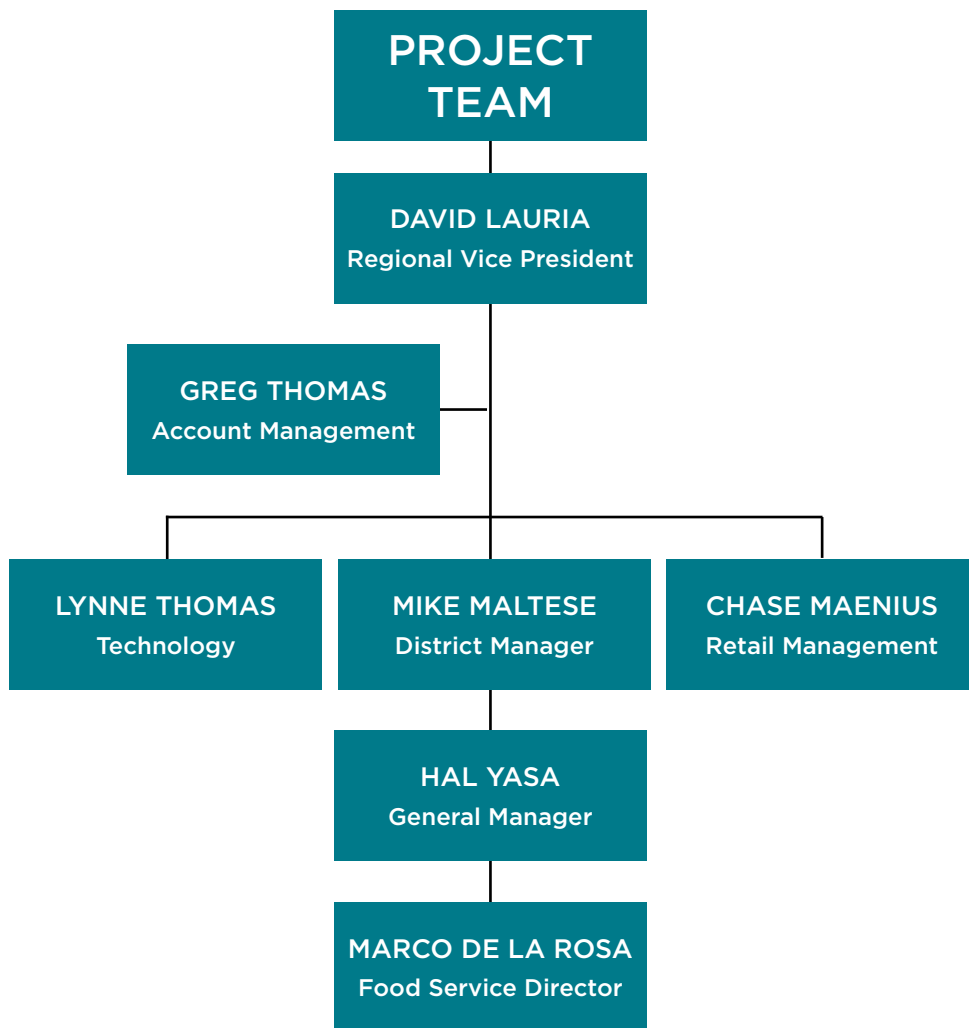 PROJECT
TEAM
DAVID LAURIA
Regional Vice President
GREG THOMAS
Account Management
LYNNE THOMAS
Technology
MIKE MALTESE
District Manager
CHASE MAENIUS
Retail Management
HAL YASA
General Manager
MARCO DE LA ROSA
Food Service Director